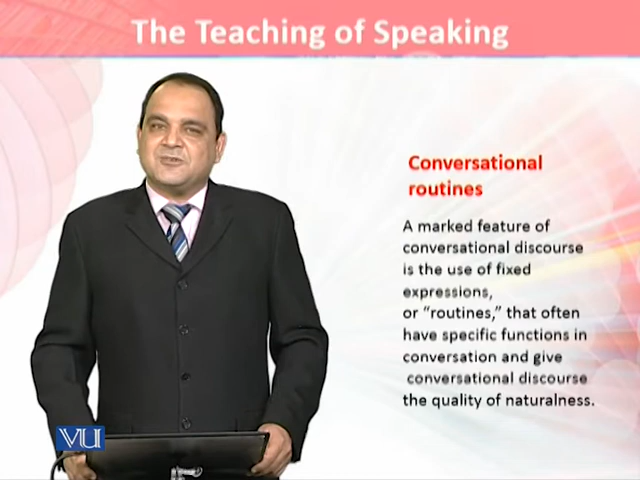 The Teaching of Speaking
Conversational
routines
A marked feature of
conversational discourse
is the use of fixed
expressions,
or “routines,” that often
have specific functions in
conversation and give
conversational discourse
the quality of naturalness.
VU